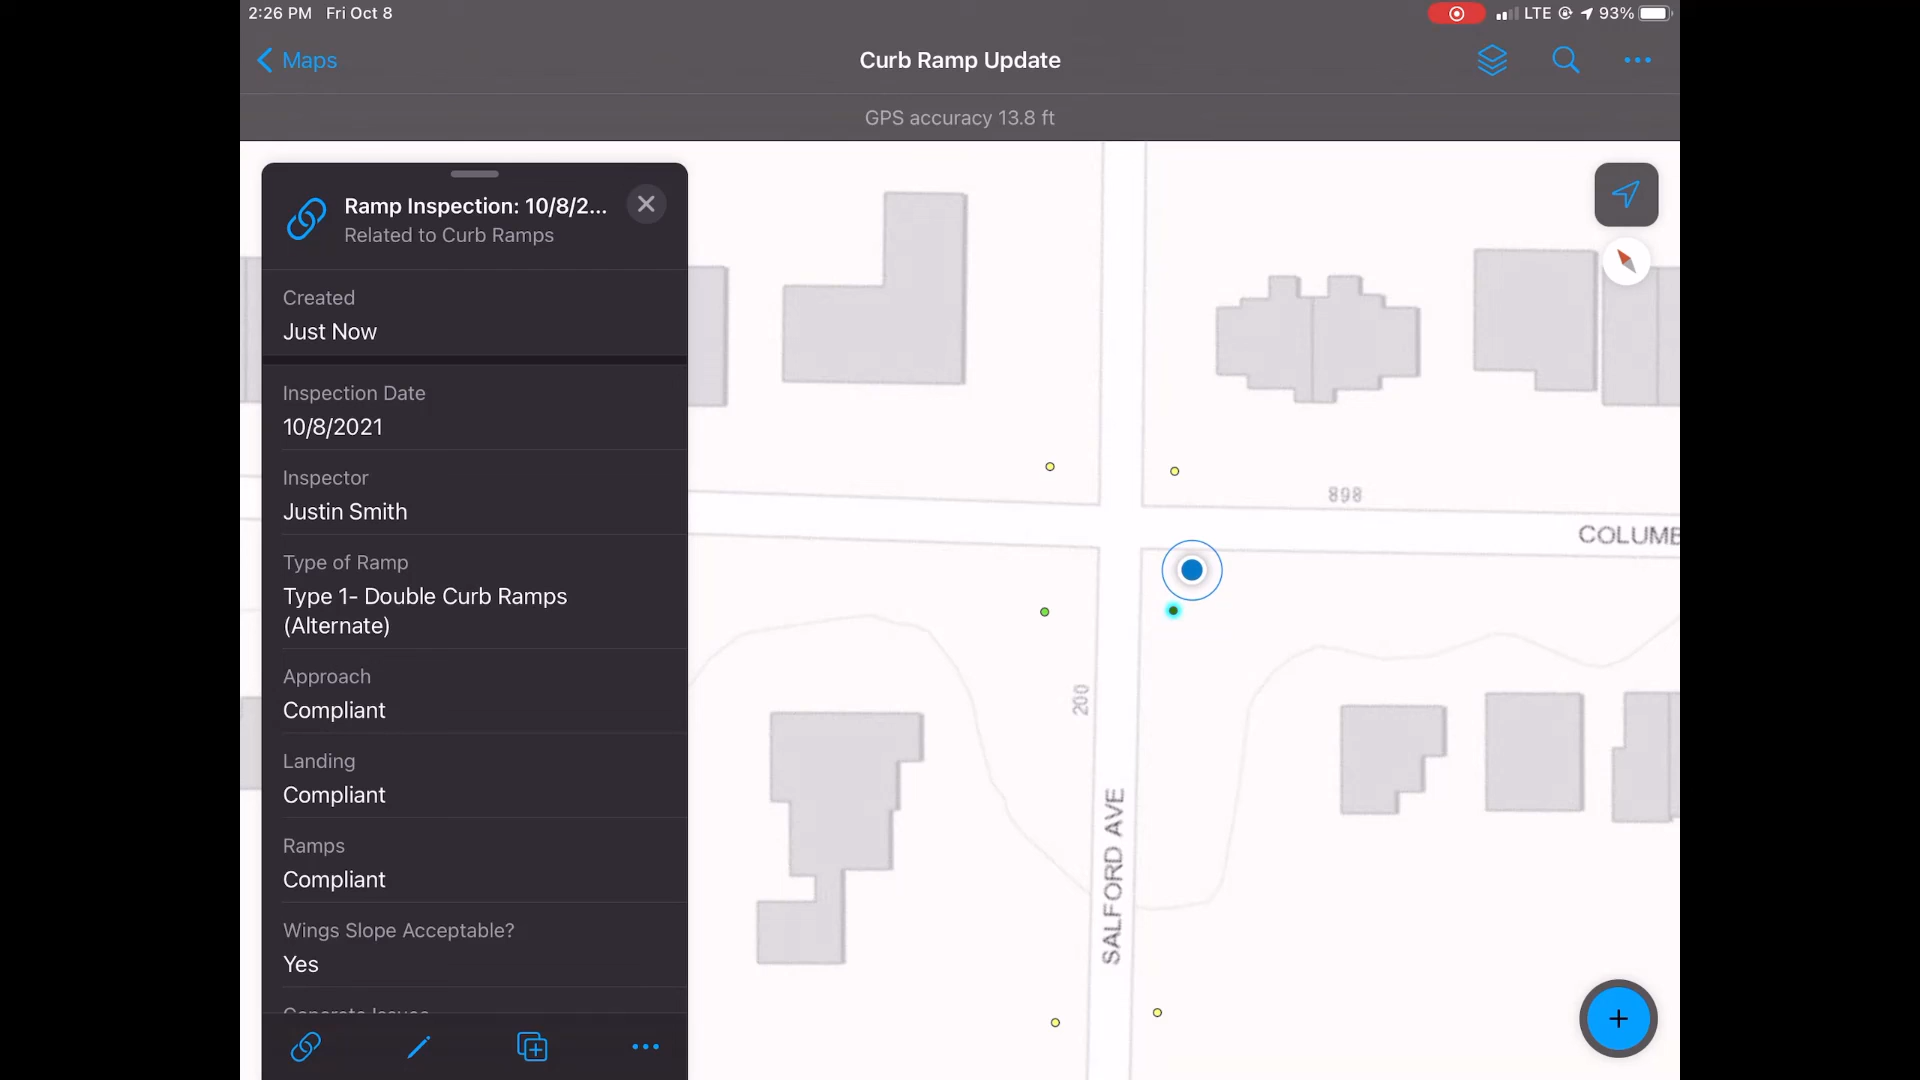 2:26 PM Fri Oct 8
LTE 93%
Maps
Curb Ramp Update
GPS accuracy 13.8 ft
Ramp Inspection: 10/8/2...
Related to Curb Ramps
Created
Just Now
Inspection Date
10/8/2021
Inspector
Justin Smith
Type of Ramp
Type 1- Double Curb Ramps
(Alternate)
Approach
Compliant
Landing
Compliant
Ramps
Compliant
Wings Slope Acceptable?
Yes
Concrete Issues
898
COLUMB
200
SALFORD AVE